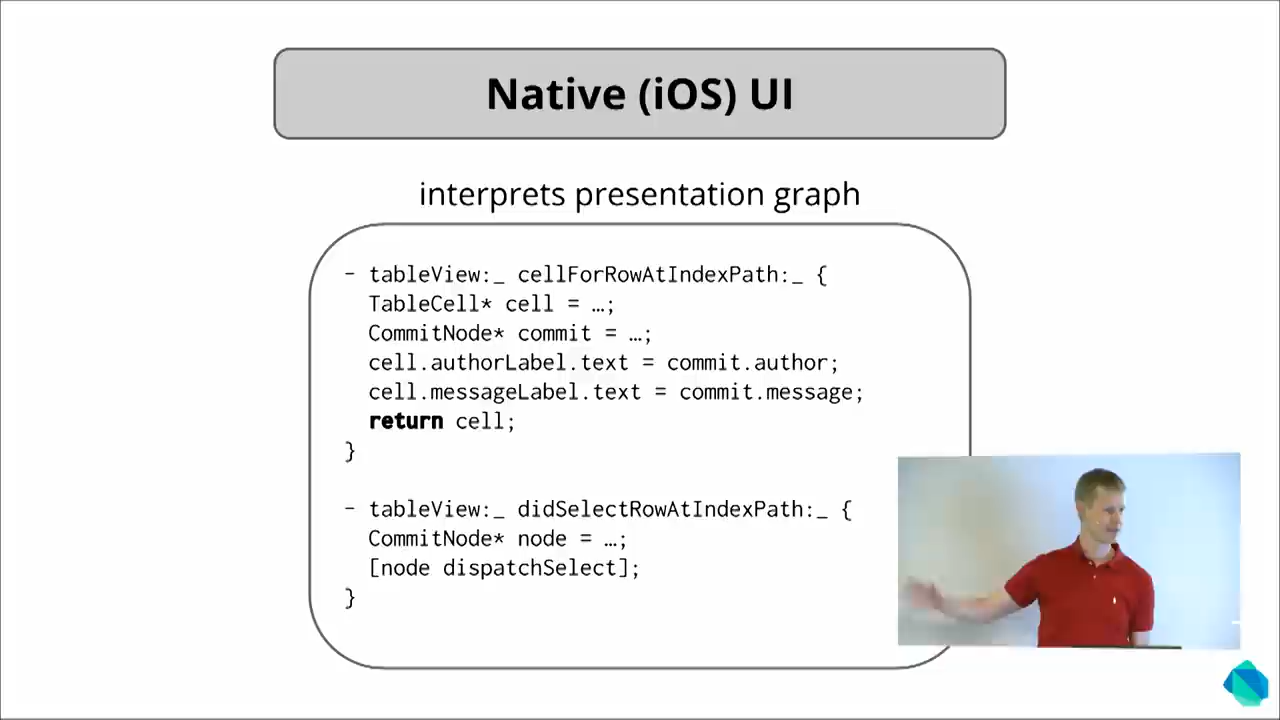 Native (iOS) UI
interprets presentation graph
- tableView:_ cellForRowAtIndexPath:_ {
TableCell* cell = …;
CommitNode* commit = …;
cell.authorLabel.text = commit.author;
cell.messageLabel.text = commit.message;
return cell;
}
- tableView:_ didSelectRowAtIndexPath:_ {
CommitNode* node = …;
[node dispatchSelect];
}